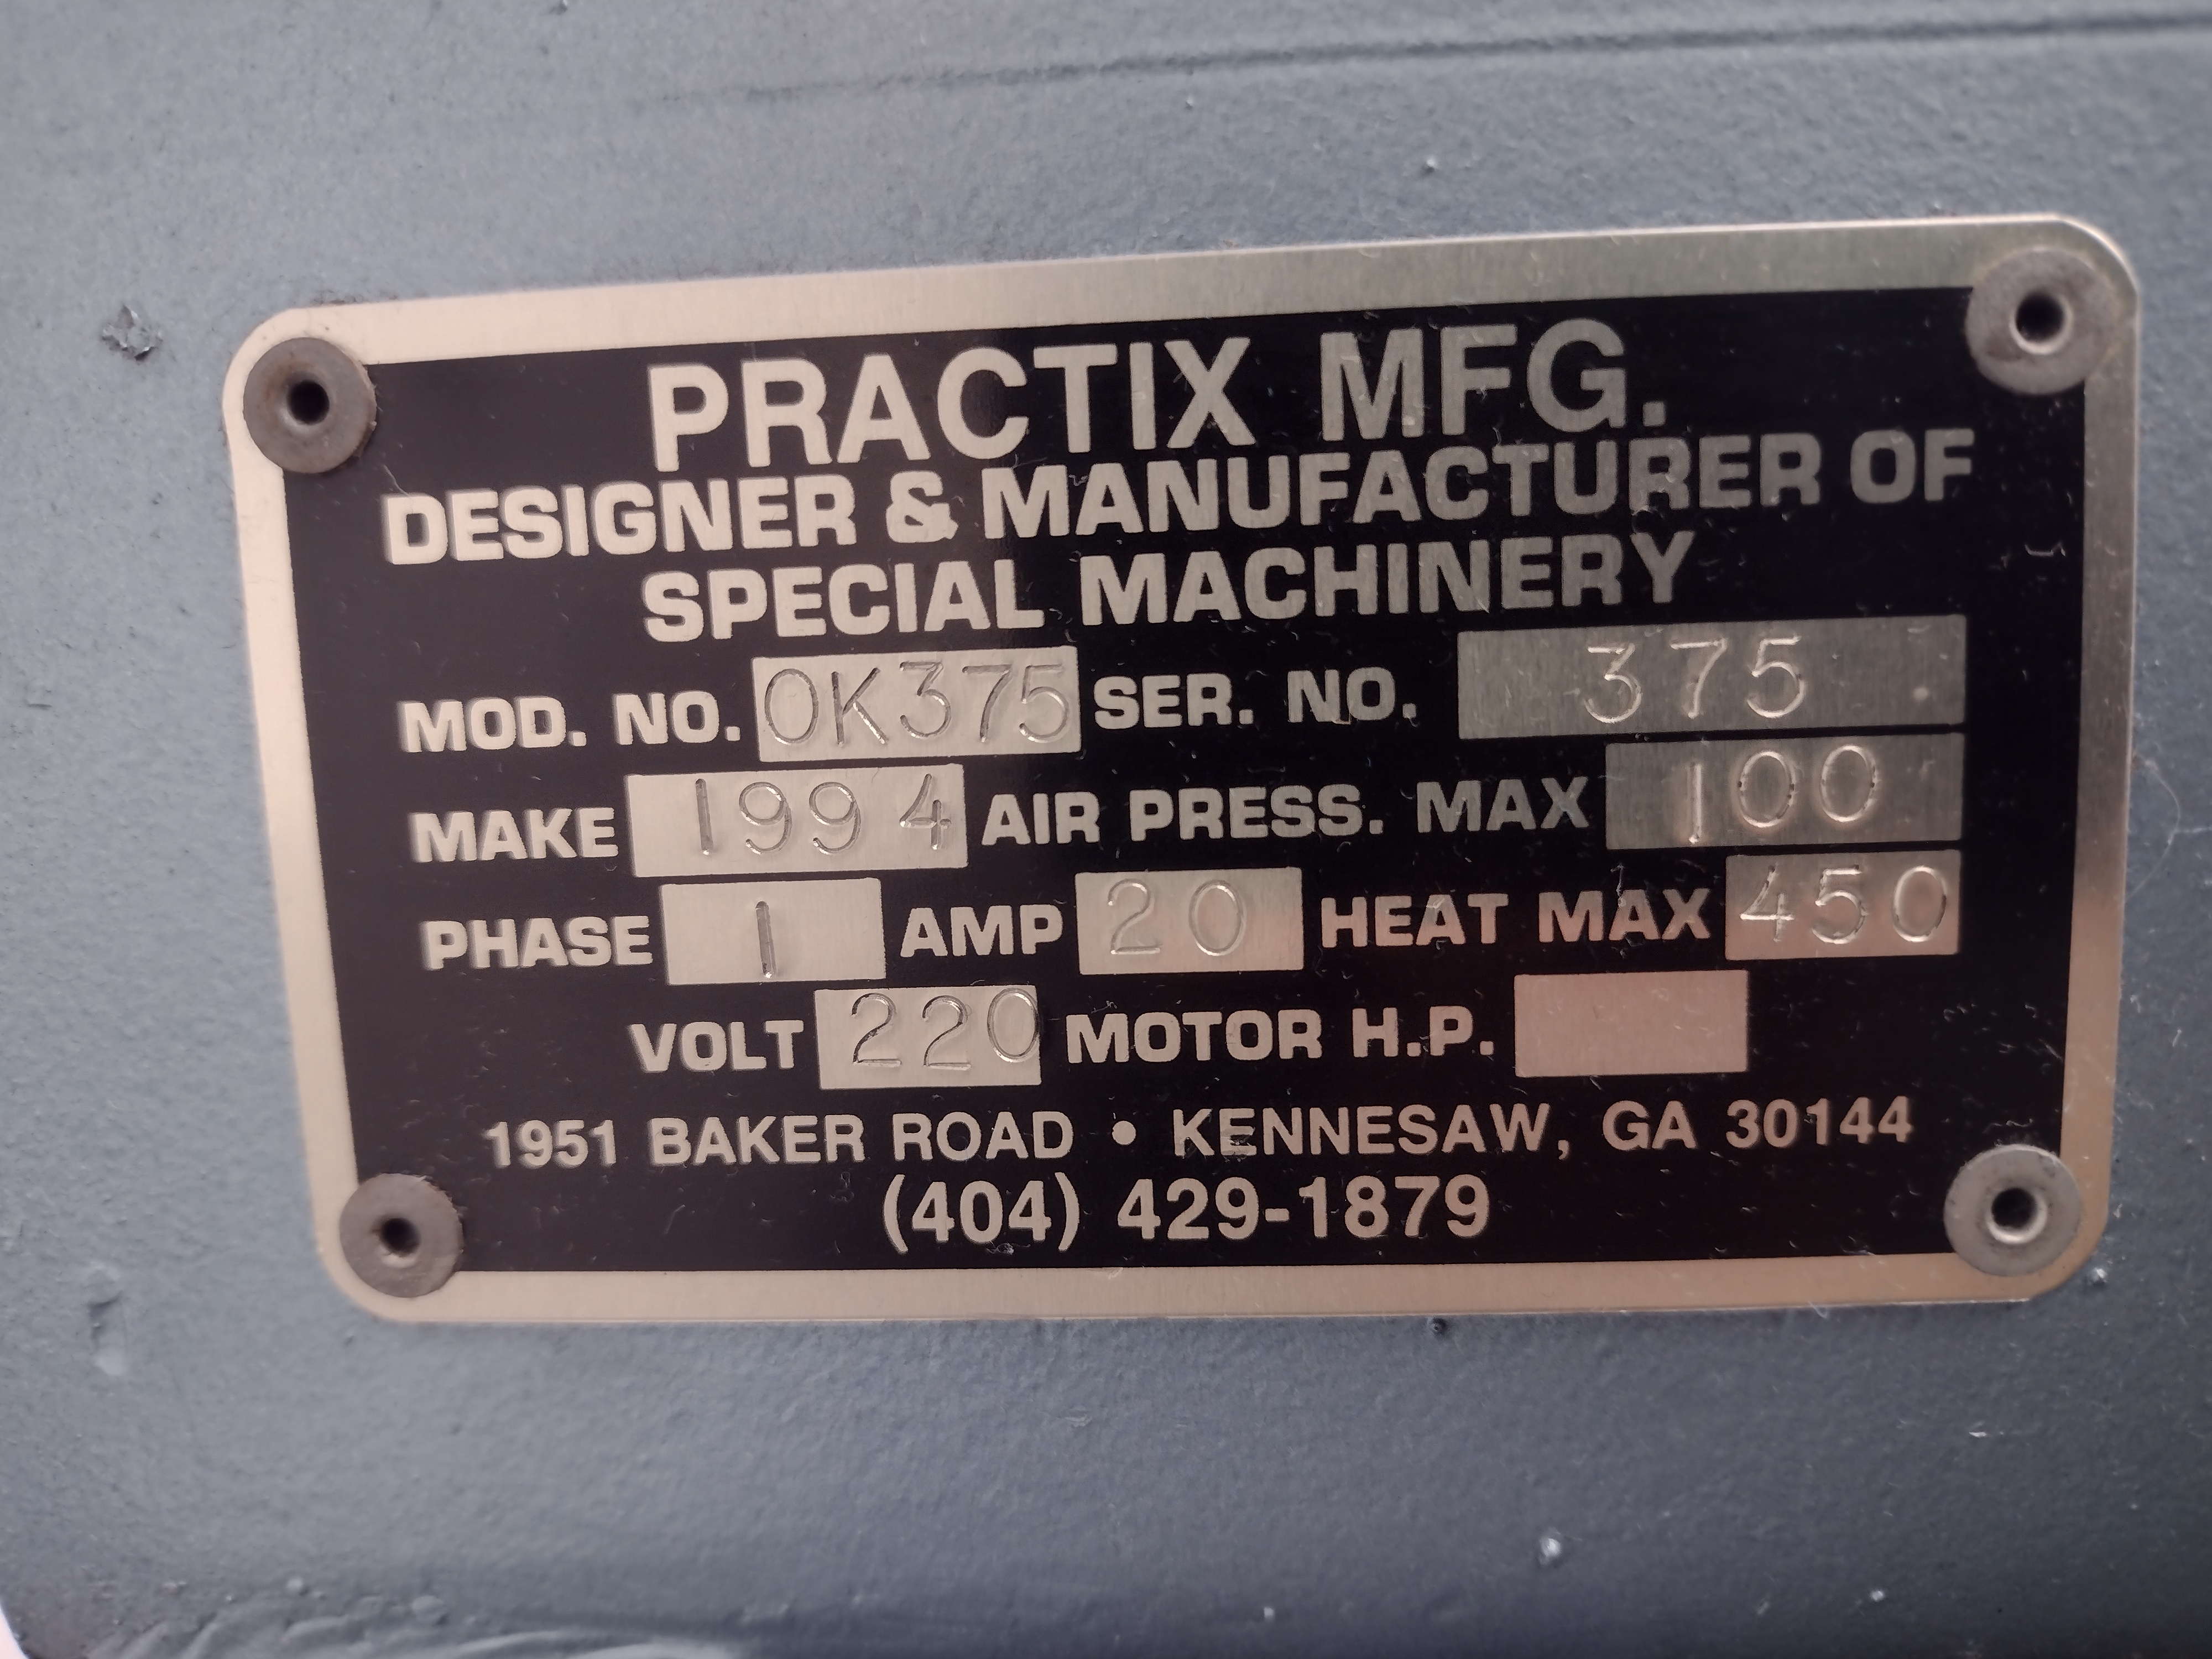 PRACTIX MFG.
DESIGNER & MANUFACTURER OF
SPECIAL MACHINERY
MOD. NO. OK375 SER. NO. 375
MAKE 1994 AIR PRESS. MAX 100
PHASE 1 AMP 20 HEAT MAX 450
VOLT 220 MOTOR H.P.
1951 BAKER ROAD • KENNESAW, GA 30144
(404) 429-1879